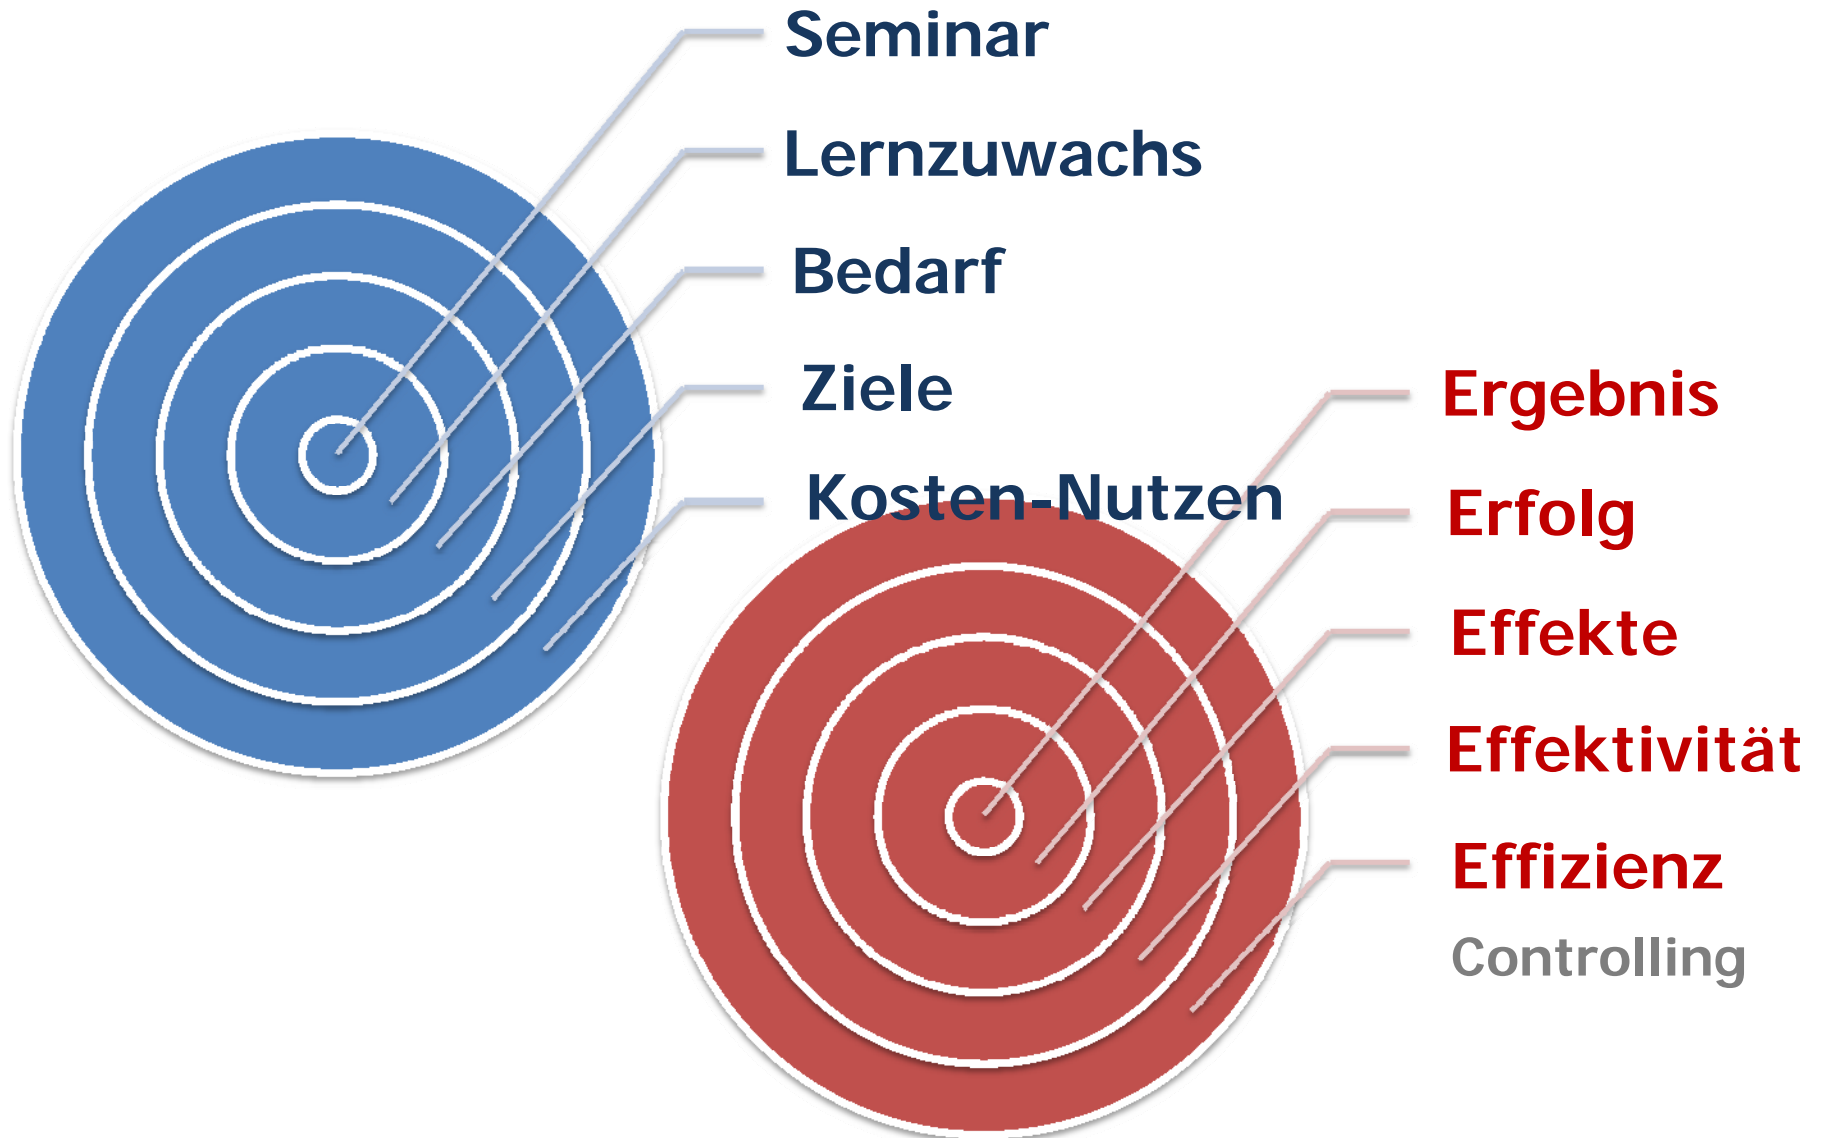 Seminar
Lernzuwachs
Bedarf
Ziele
Kosten-Nutzen
Ergebnis
Erfolg
Effekte
Effektivität
Effizienz
Controlling